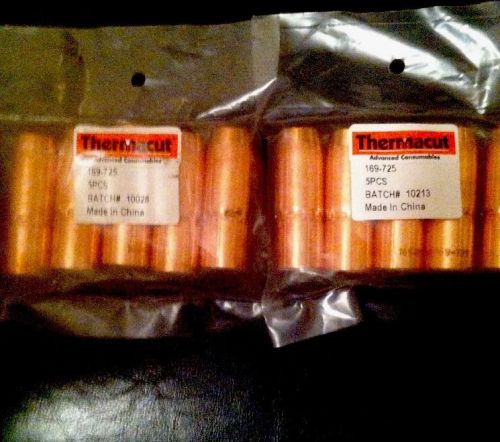 Thermacut
Advanced Consumables
169-725
5PCS
BATCH# 10028
Made In China
Thermacut
Advanced Consumables
169-725
5PCS
BATCH# 10213
Made In China